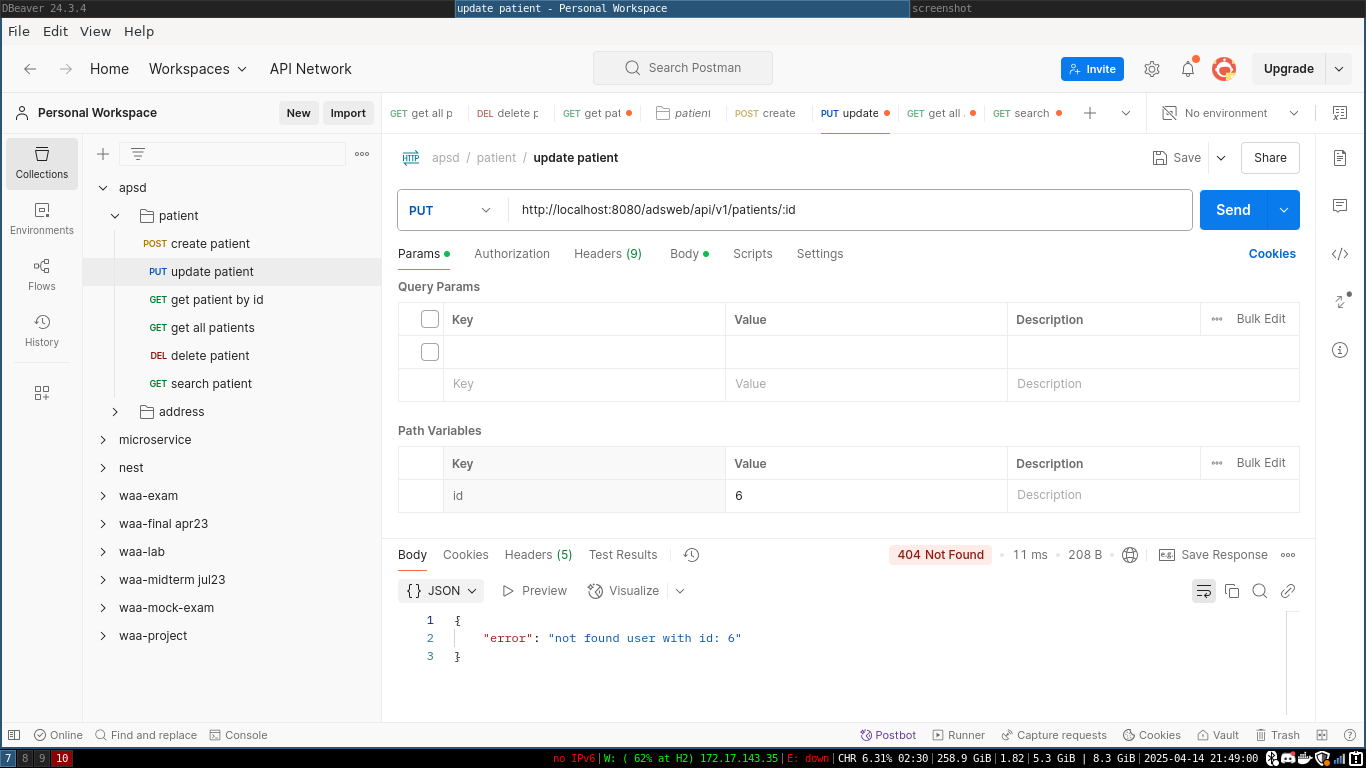 DBeaver 24.3.4 update patient - Personal Workspace screenshot
File Edit View Help
Home Workspaces API Network Search Postman Invite Upgrade
Personal Workspace New Import GET get all p DEL delete p GET get pat patient POST create PUT update GET get all . GET search No environment
Collections
Environments
Flows
History
apsd
patient
POST create patient
PUT update patient
GET get patient by id
GET get all patients
DEL delete patient
GET search patient
address
microservice
nest
waa-exam
waa-final apr23
waa-lab
waa-midterm jul23
waa-mock-exam
waa-project
HTTP apsd / patient / update patient Save Share
PUT http://localhost:8080/adsweb/api/v1/patients/:id Send
Params Authorization Headers (9) Body Scripts Settings Cookies
Query Params
Key Value Description Bulk Edit
Key Value Description
Path Variables
Key Value Description Bulk Edit
id 6 Description
Body Cookies Headers (5) Test Results 404 Not Found 11 ms 208 B e.g. Save Response
{ } JSON Preview Visualize
1 {
2 "error": "not found user with id: 6"
3 }
Online Find and replace Console Postbot Runner Capture requests Cookies Vault Trash
7 8 9 10 no IPv6|W: ( 62% at H2) 172.17.143.35|E: down|CHR 6.31% 02:30|258.9 GiB|1.82|5.3 GiB | 8.3 GiB|2025-04-14 21:49:00